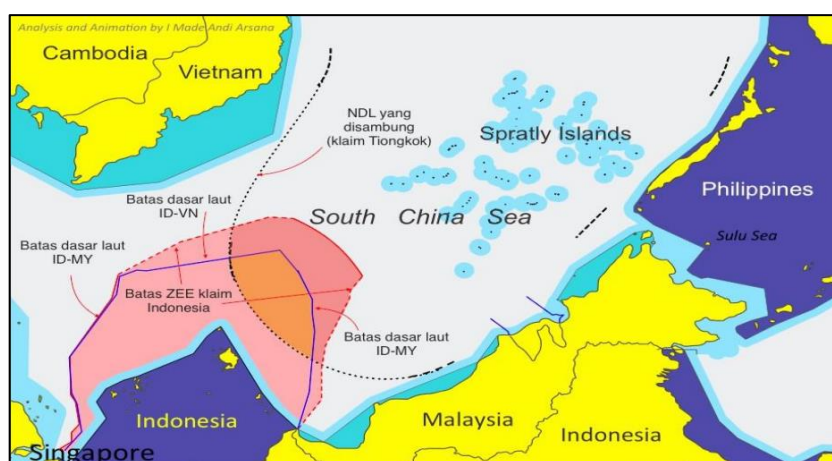 Analysis and Animation by I Made Andi Arsana
Cambodia
Vietnam
NDL yang
disambung
(klaim Tiongkok)
Spratly Islands
Philippines
Batas dasar laut
ID-VN
South China Sea
Sulu Sea
Batas dasar laut
ID-MY
Batas ZEE klaim
Indonesia
Batas dasar laut
ID-MY
Indonesia
Malaysia
Indonesia
Singapore